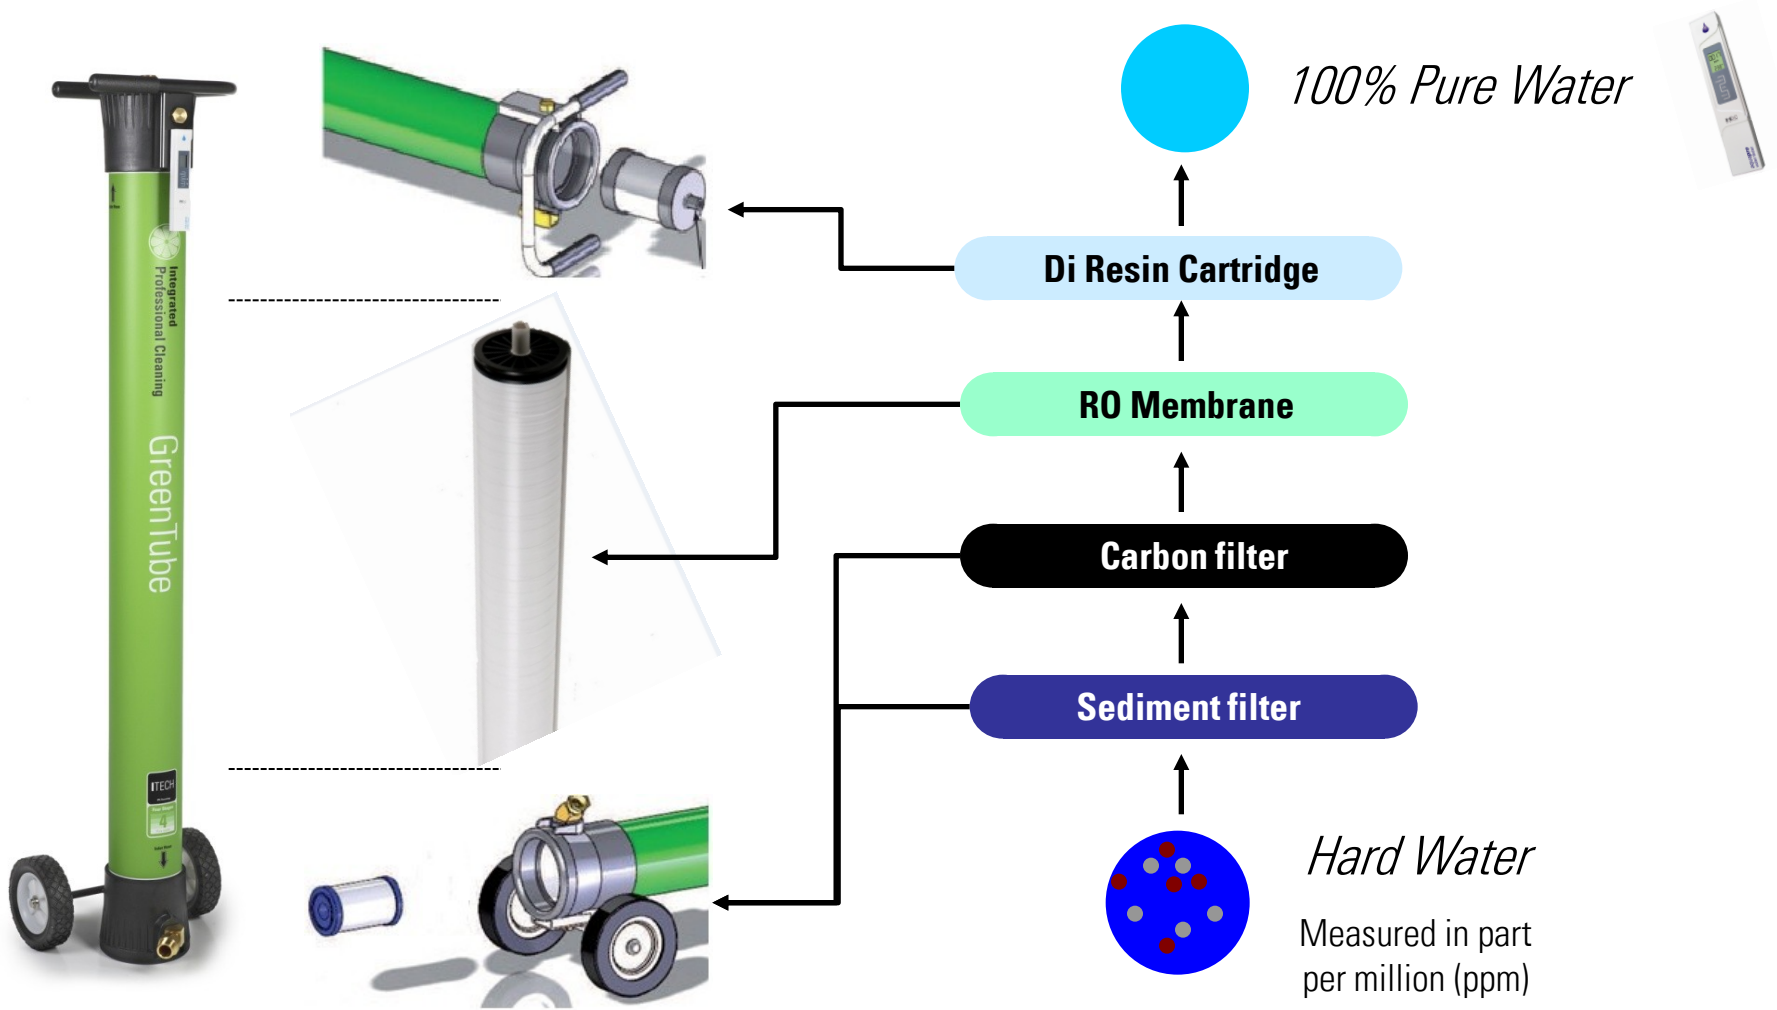 100% Pure Water
Di Resin Cartridge
RO Membrane
Carbon filter
Sediment filter
Hard Water
Measured in part
per million (ppm)
Integrated
Professional Cleaning
GreenTube
ITECH
4